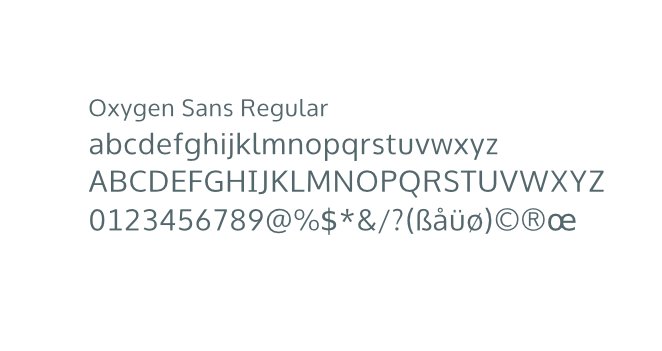 Oxygen Sans Regular
abcdefghijklmnopqrstuvwxyz
ABCDEFGHIJKLMNOPQRSTUVWXYZ
0123456789@%$*&/?(ßåüø)©®œ